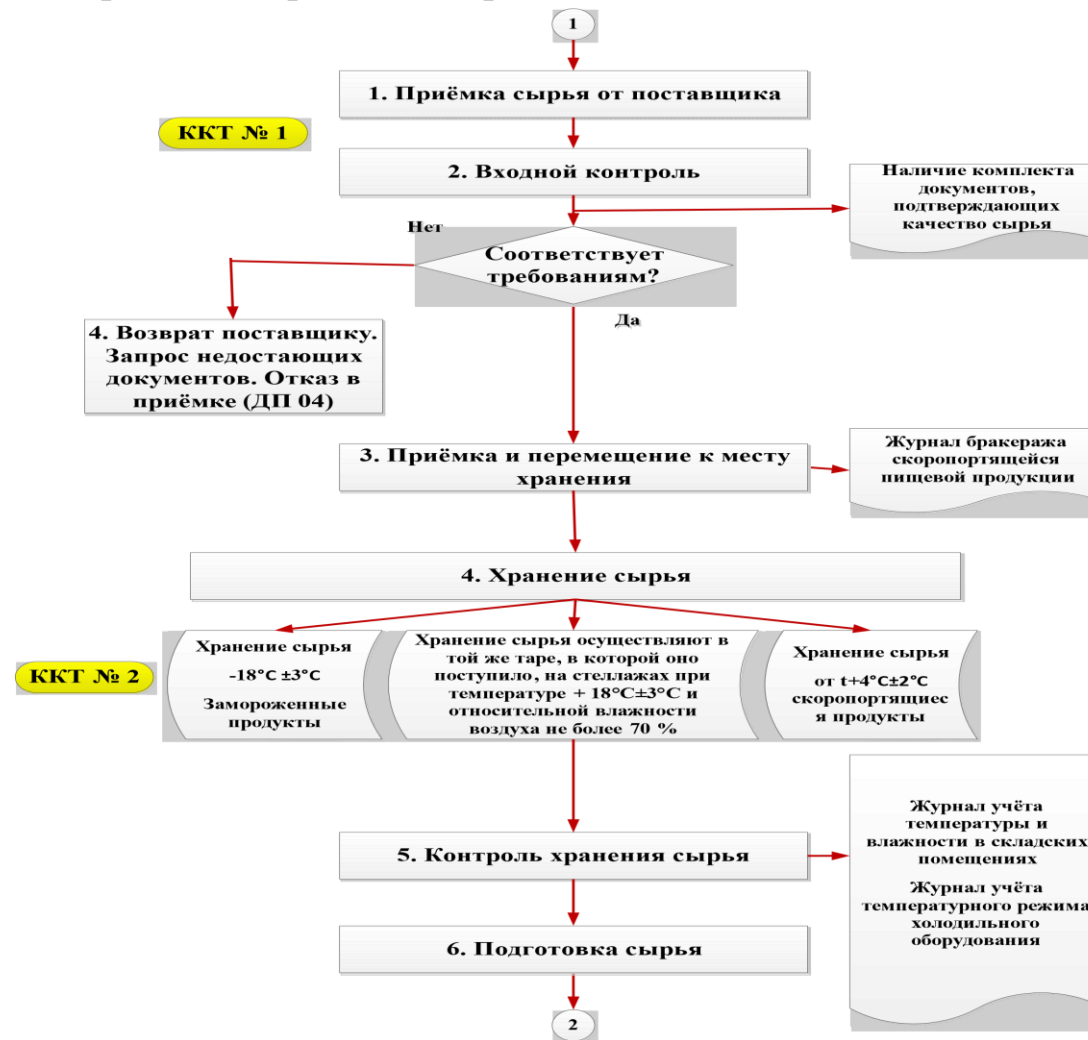 1
1. Приёмка сырья от поставщика
ККТ № 1
2. Входной контроль
Наличие комплекта
документов,
подтверждающих
качество сырья
Нет
Соответствует
требованиям?
Да
4. Возврат поставщику.
Запрос недостающих
документов. Отказ в
приёмке (ДП 04)
3. Приёмка и перемещение к месту
хранения
Журнал бракеража
скоропортящейся
пищевой продукции
4. Хранение сырья
ККТ № 2
Хранение сырья
-18°С ±3°С
Замороженные
продукты
Хранение сырья осуществляют в
той же таре, в которой оно
поступило, на стеллажах при
температуре + 18°С±3°С и
относительной влажности
воздуха не более 70 %
Хранение сырья
от t+4°С±2°С
скоропортящиес
я продукты
5. Контроль хранения сырья
Журнал учёта
температуры и
влажности в складских
помещениях
Журнал учёта
температурного режима
холодильного
оборудования
6. Подготовка сырья
2